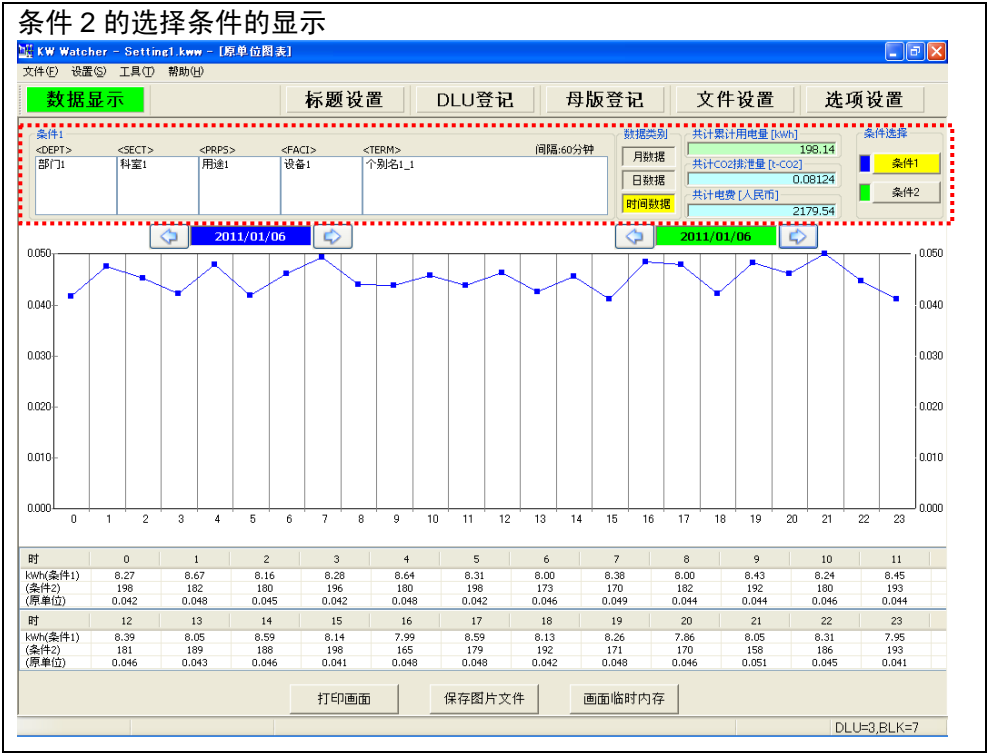 条件 2 的选择条件的显示
KW Watcher - Setting1.kww - [原单位图表]
文件(F) 设置(S) 工具(T) 帮助(H)
数据显示 标题设置 DLU登记 母版登记 文件设置 选项设置
条件1 数据类别 共计累计用电量 [kWh] 条件选择
<DEPT> <SECT> <PRPS> <FACI> <TERM> 间隔:60分钟 198.14
部门1 科室1 用途1 设备1 个别名1_1 月数据 条件1
共计CO2排泄量 [t-CO2]
日数据 0.08124
共计电费 [人民币] 条件2
时间数据 2179.54
2011/01/06 2011/01/06
0.050 0.050
0.040 0.040
0.030 0.030
0.020 0.020
0.010 0.010
0.000 0.000
0 1 2 3 4 5 6 7 8 9 10 11 12 13 14 15 16 17 18 19 20 21 22 23
时 0 1 2 3 4 5 6 7 8 9 10 11
kWh(条件1) 8.27 8.67 8.16 8.28 8.64 8.31 8.00 8.38 8.00 8.43 8.24 8.45
(条件2) 198 182 180 196 180 198 173 170 182 192 180 193
(原单位) 0.042 0.048 0.045 0.042 0.048 0.042 0.046 0.049 0.044 0.044 0.046 0.044
时 12 13 14 15 16 17 18 19 20 21 22 23
kWh(条件1) 8.39 8.05 8.59 8.14 7.99 8.59 8.13 8.26 7.86 8.05 8.31 7.95
(条件2) 181 189 188 198 165 179 192 171 170 158 186 193
(原单位) 0.046 0.043 0.046 0.041 0.048 0.048 0.042 0.048 0.046 0.051 0.045 0.041
打印画面 保存图片文件 画面临时内存
DLU=3,BLK=7